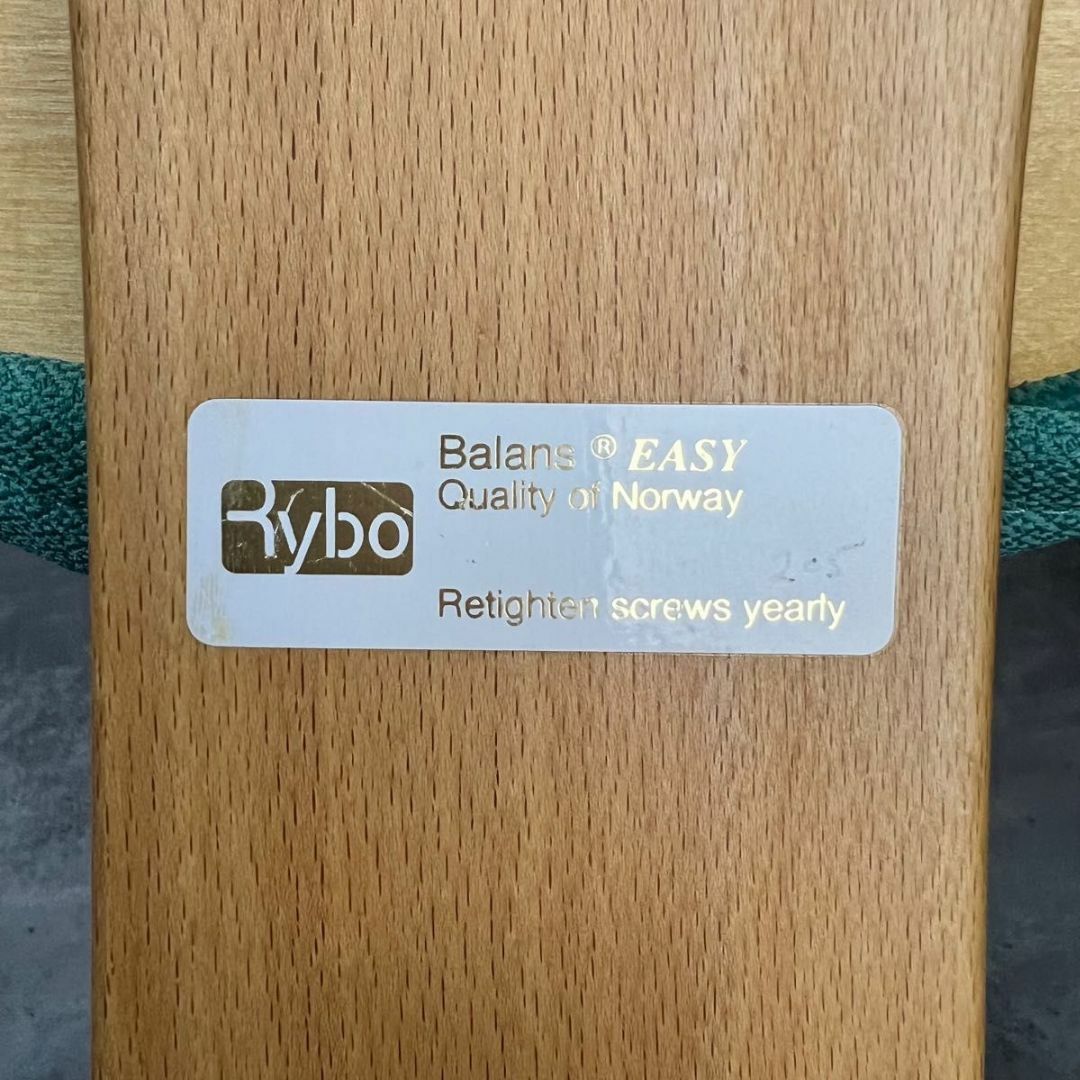 Rybo
Balans ® EASY
Quality of Norway
Retighten screws yearly